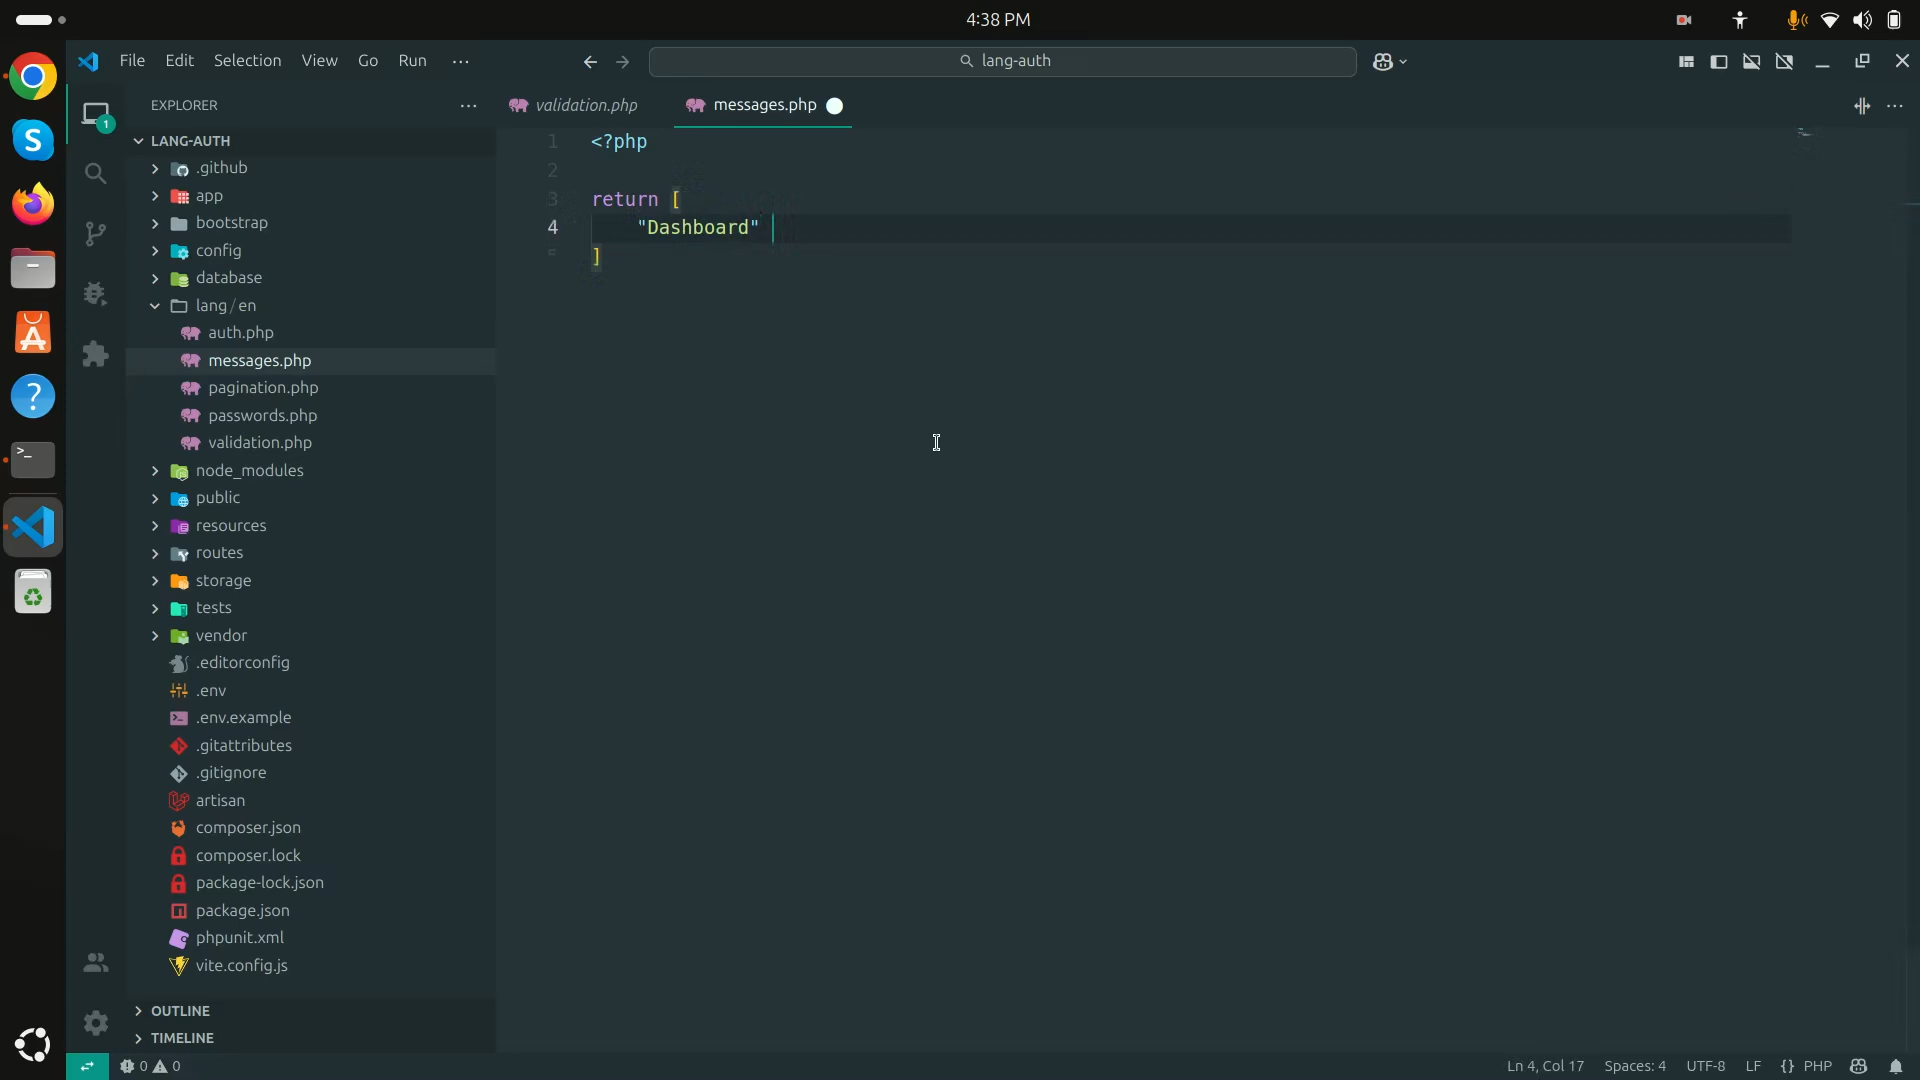 4:38 PM
File Edit Selection View Go Run ...
lang-auth
EXPLORER ...
validation.php messages.php
LANG-AUTH
.github
app
bootstrap
config
database
lang/en
auth.php
messages.php
pagination.php
passwords.php
validation.php
node_modules
public
resources
routes
storage
tests
vendor
.editorconfig
.env
.env.example
.gitattributes
.gitignore
artisan
composer.json
composer.lock
package-lock.json
package.json
phpunit.xml
vite.config.js
OUTLINE
TIMELINE
1
1 <?php
2
3 return [
4 "Dashboard"
]
0 0
Ln 4, Col 17 Spaces: 4 UTF-8 LF {} PHP